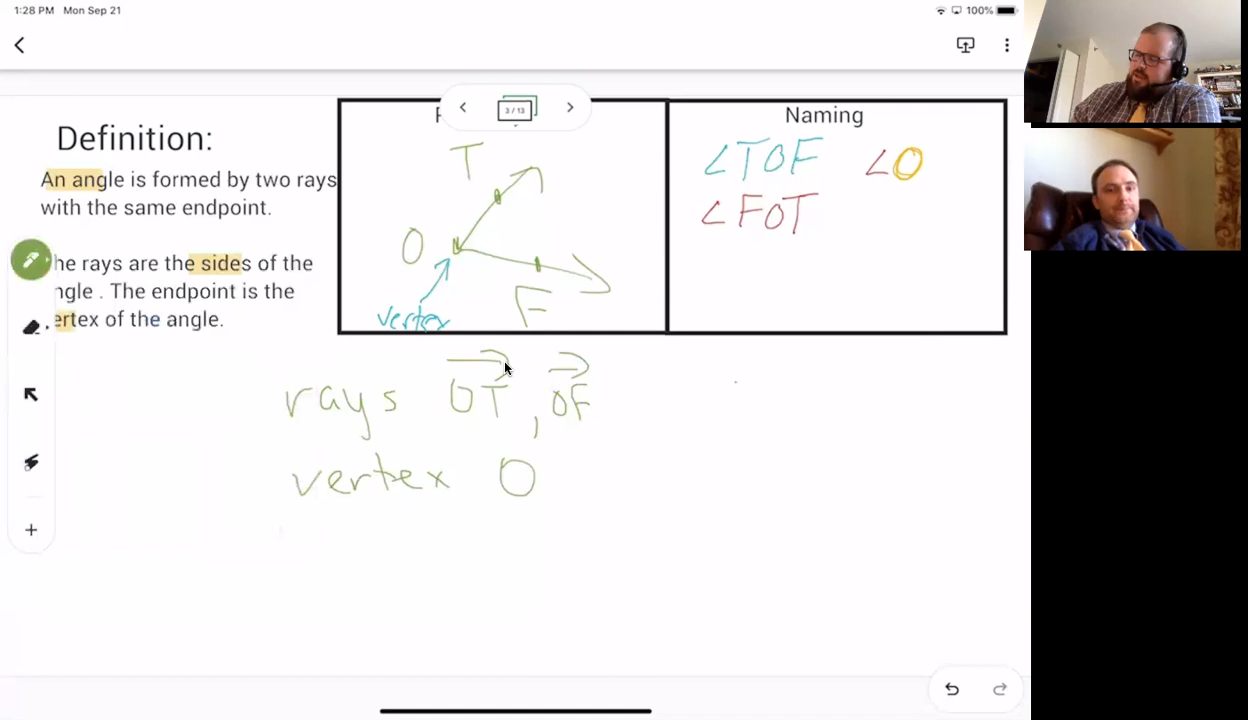 1:28 PM Mon Sep 21
100%
3 / 13
Definition:
An angle is formed by two rays
with the same endpoint.
he rays are the sides of the
ngle . The endpoint is the
ertex of the angle.
T
O
F
vertex
Naming
∠TOF ∠O
∠FOT
rays OT, OF
vertex O